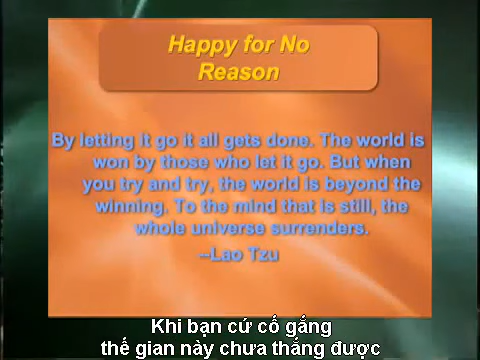 Happy for No
Reason
By letting it go it all gets done. The world is
won by those who let it go. But when
you try and try, the world is beyond the
winning. To the mind that is still, the
whole universe surrenders.
--Lao Tzu
Khi bạn cứ cố gắng
thế gian này chưa thắng được